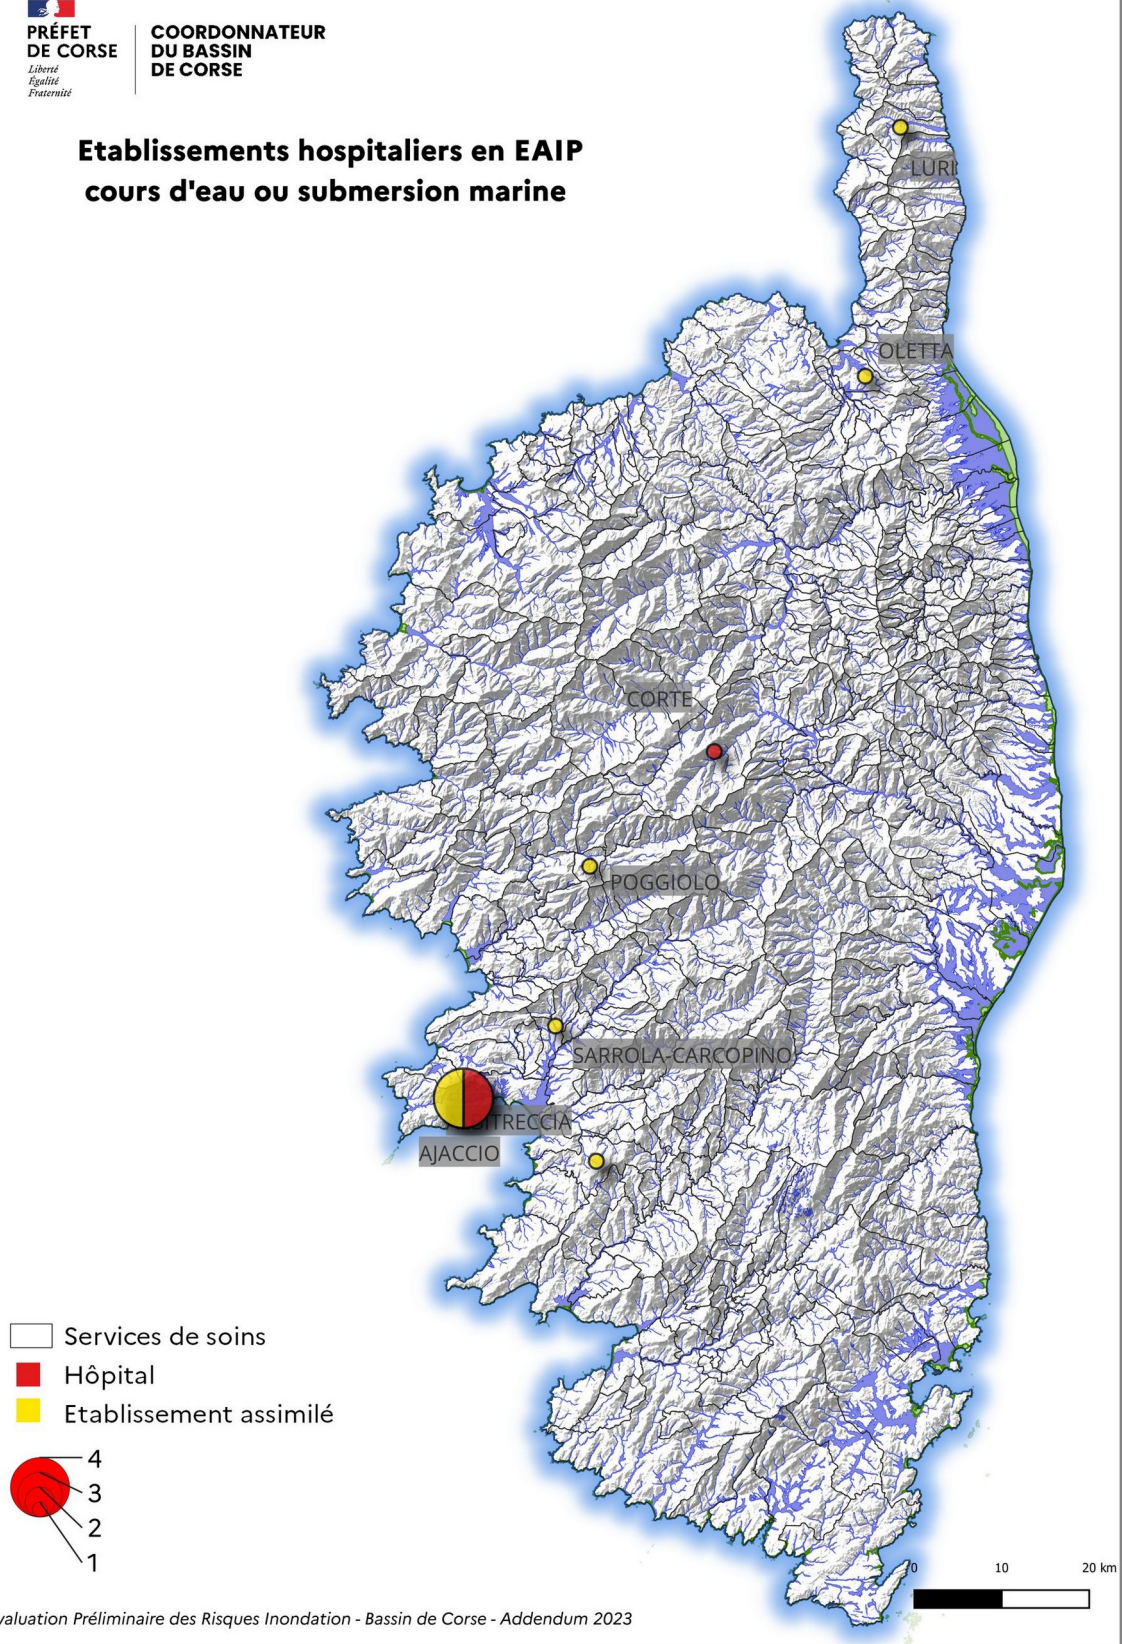 PRÉFET
DE CORSE
Liberté
Égalité
Fraternité
COORDONNATEUR
DU BASSIN
DE CORSE
Etablissements hospitaliers en EAIP
cours d'eau ou submersion marine
LURI
OLETTA
CORTE
POGGIOLO
SARROLA-CARCOPINO
AJACCIO
Services de soins
Hôpital
Etablissement assimilé
4
3
2
1
0 10 20 km
valuation Préliminaire des Risques Inondation - Bassin de Corse - Addendum 2023